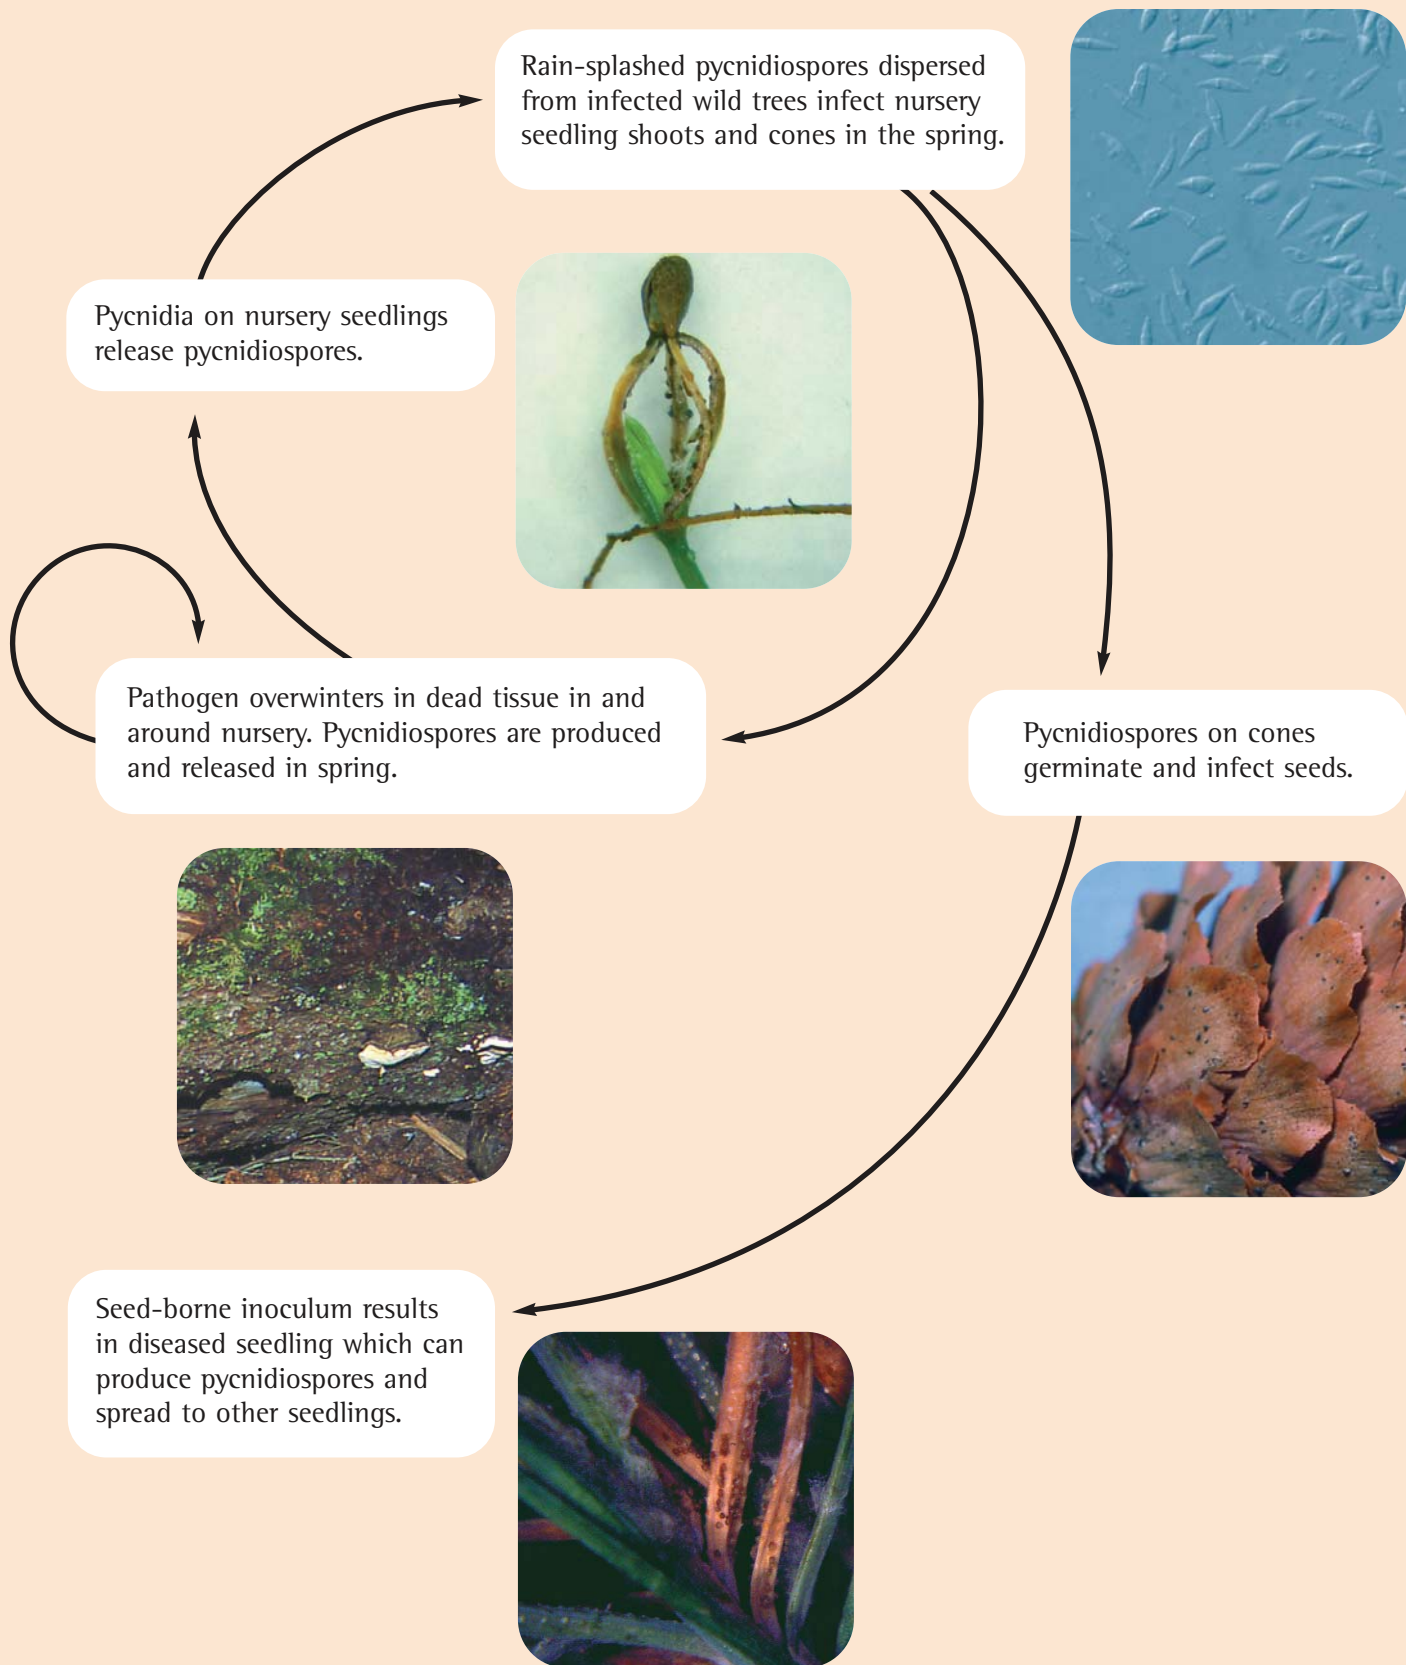 Rain-splashed pycnidiospores dispersed
from infected wild trees infect nursery
seedling shoots and cones in the spring.
Pycnidia on nursery seedlings
release pycnidiospores.
Pathogen overwinters in dead tissue in and
around nursery. Pycnidiospores are produced
and released in spring.
Pycnidiospores on cones
germinate and infect seeds.
Seed-borne inoculum results
in diseased seedling which can
produce pycnidiospores and
spread to other seedlings.